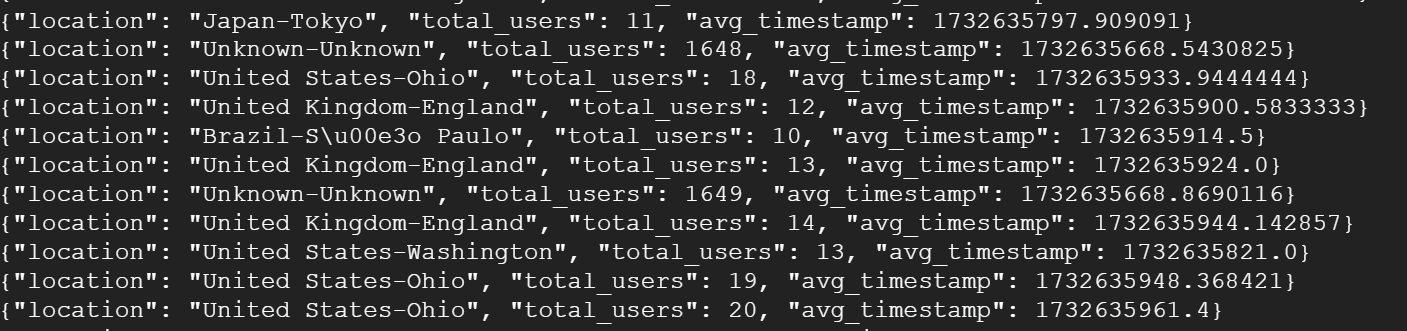 {"location": "Japan-Tokyo", "total_users": 11, "avg_timestamp": 1732635797.909091}
{"location": "Unknown-Unknown", "total_users": 1648, "avg_timestamp": 1732635668.5430825}
{"location": "United States-Ohio", "total_users": 18, "avg_timestamp": 1732635933.9444444}
{"location": "United Kingdom-England", "total_users": 12, "avg_timestamp": 1732635900.5833333}
{"location": "Brazil-S\u00e3o Paulo", "total_users": 10, "avg_timestamp": 1732635914.5}
{"location": "United Kingdom-England", "total_users": 13, "avg_timestamp": 1732635924.0}
{"location": "Unknown-Unknown", "total_users": 1649, "avg_timestamp": 1732635668.8690116}
{"location": "United Kingdom-England", "total_users": 14, "avg_timestamp": 1732635944.142857}
{"location": "United States-Washington", "total_users": 13, "avg_timestamp": 1732635821.0}
{"location": "United States-Ohio", "total_users": 19, "avg_timestamp": 1732635948.368421}
{"location": "United States-Ohio", "total_users": 20, "avg_timestamp": 1732635961.4}